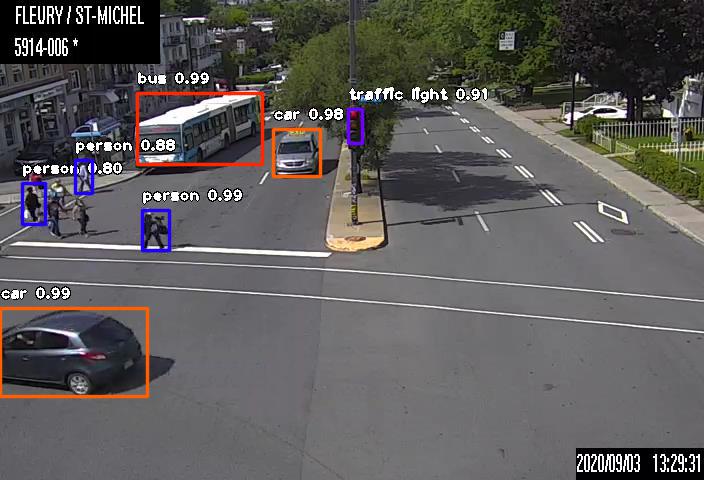 FLEURY / ST-MICHEL
5914-006 *
bus 0.99
traffic light 0.91
car 0.98
person 0.88
person 0.80
person 0.99
car 0.99
2020/09/03 13:29:31